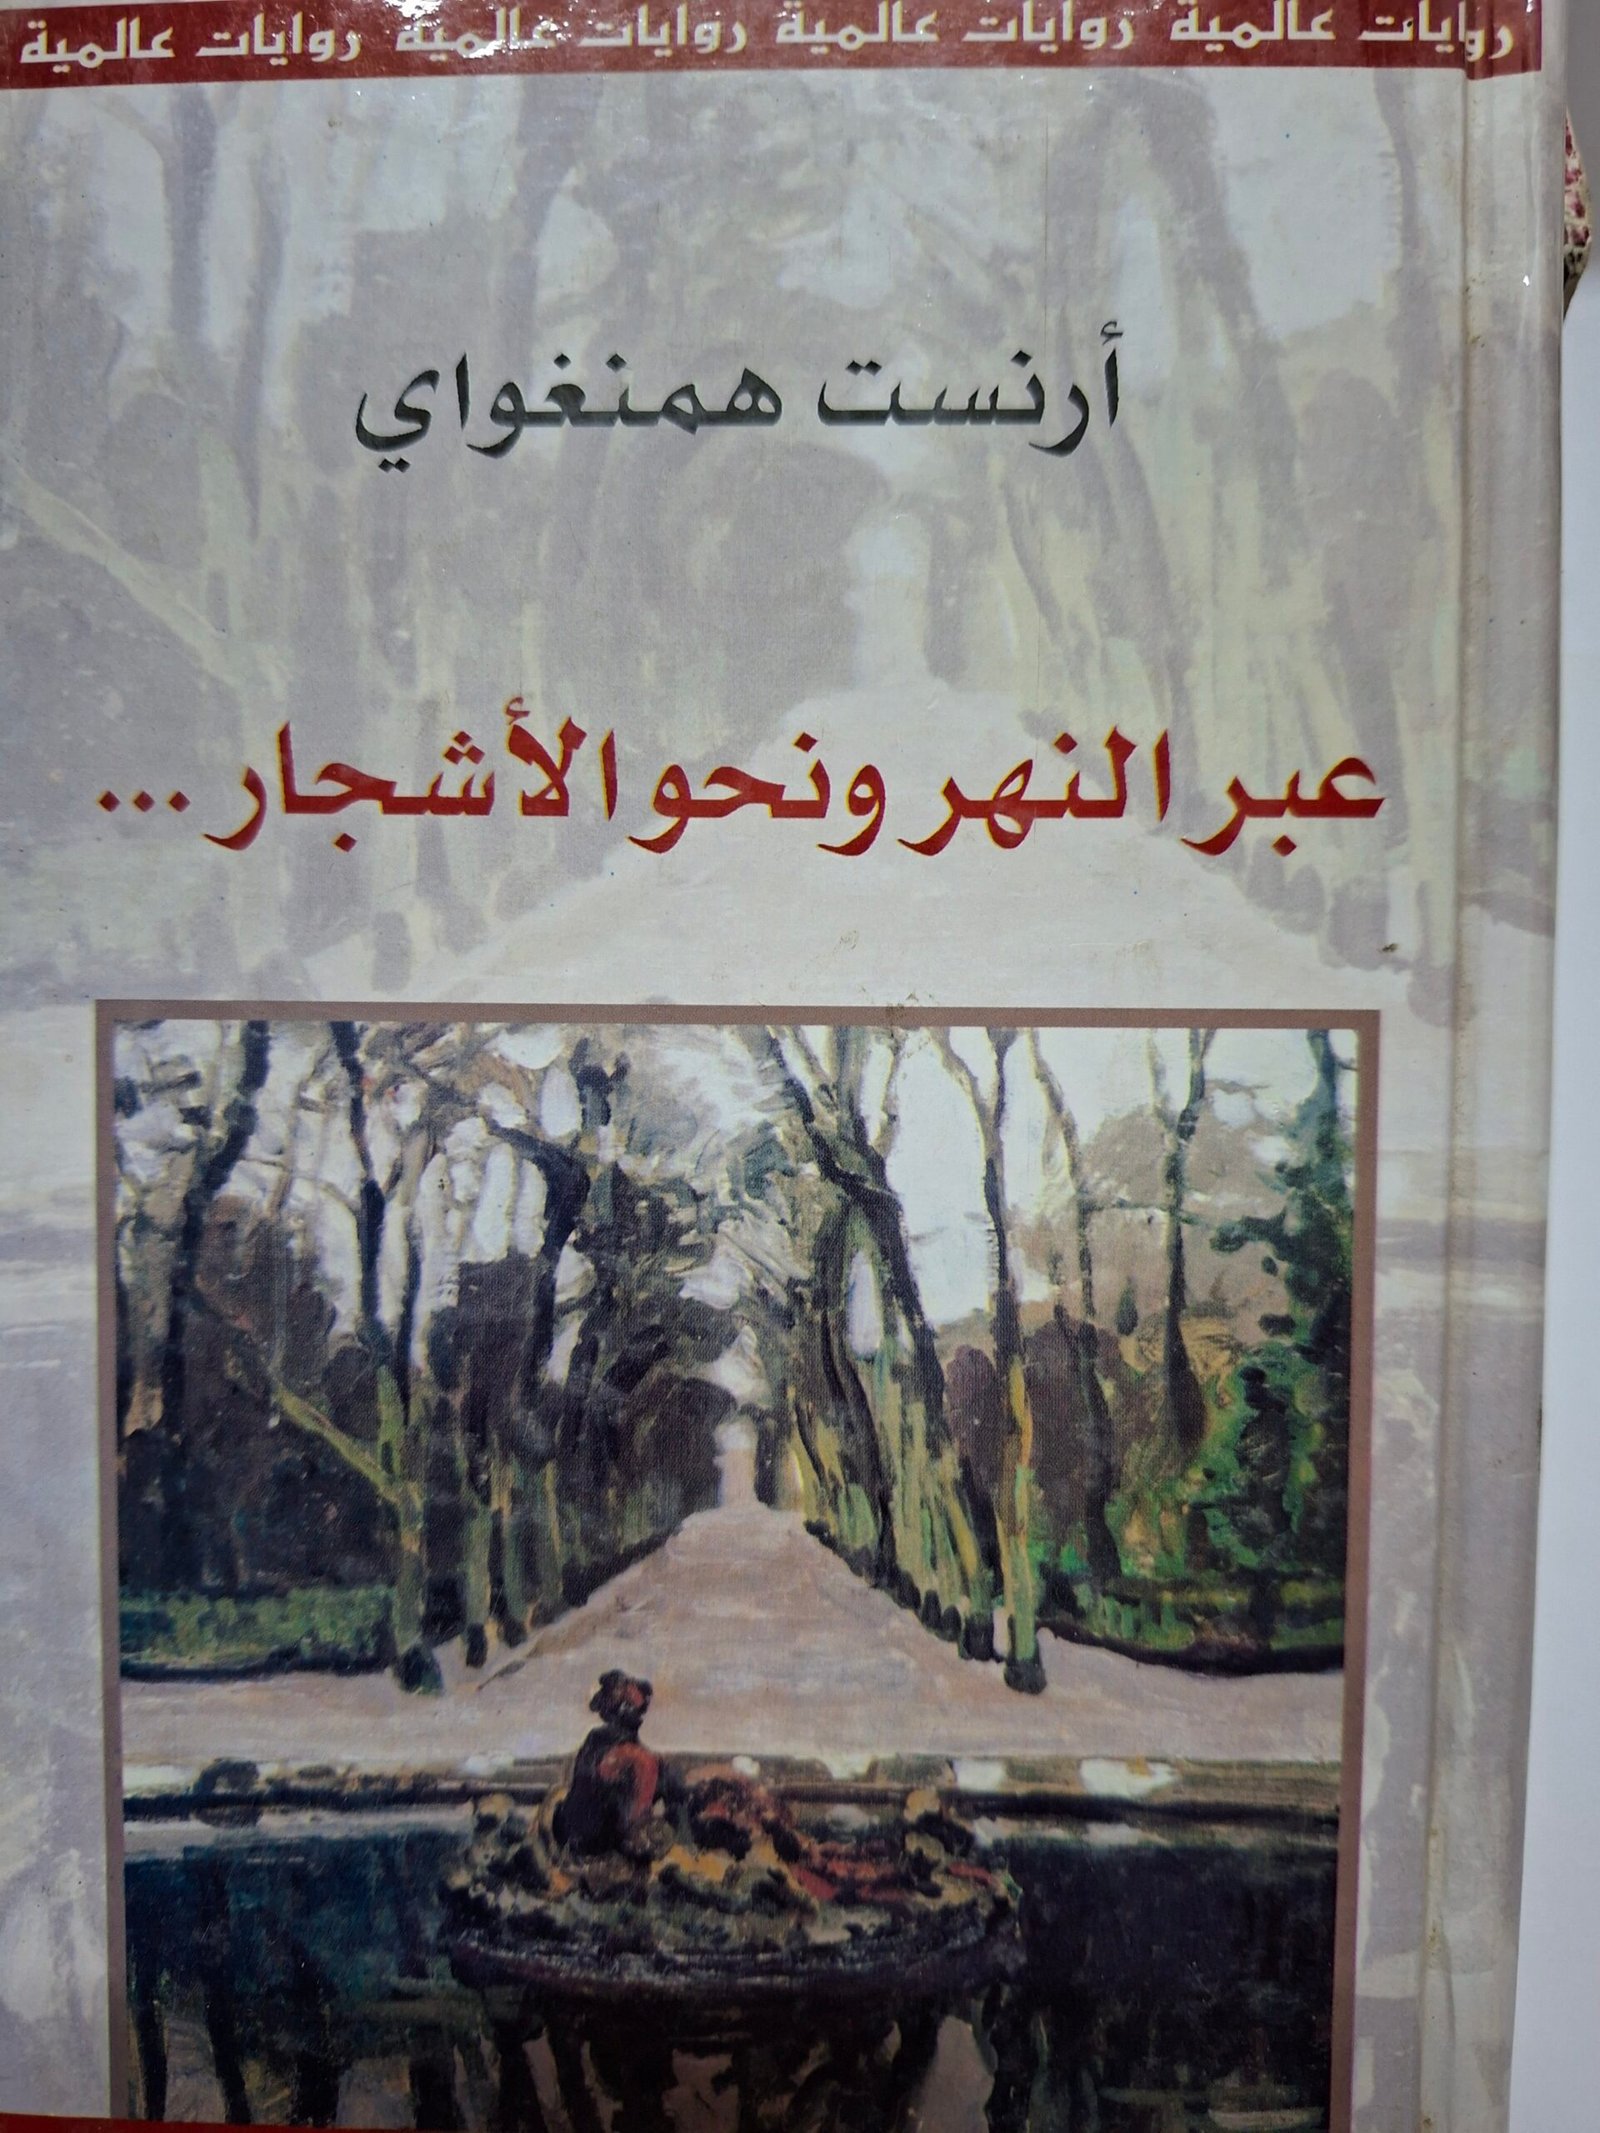 روايات عالمية روايات عالمية روايات عالمية روايات عالمية
أرنست همنغواي
عبر النهر ونحو الأشجار...